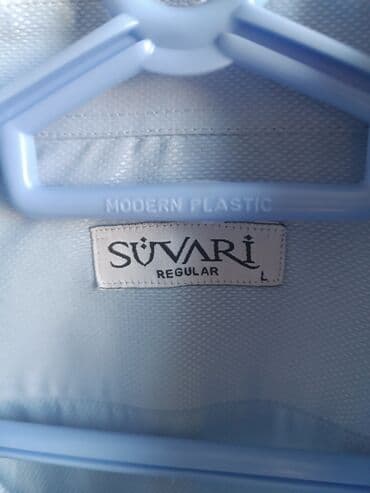 MODERN PLASTIC
SÜVARİ
REGULAR
L